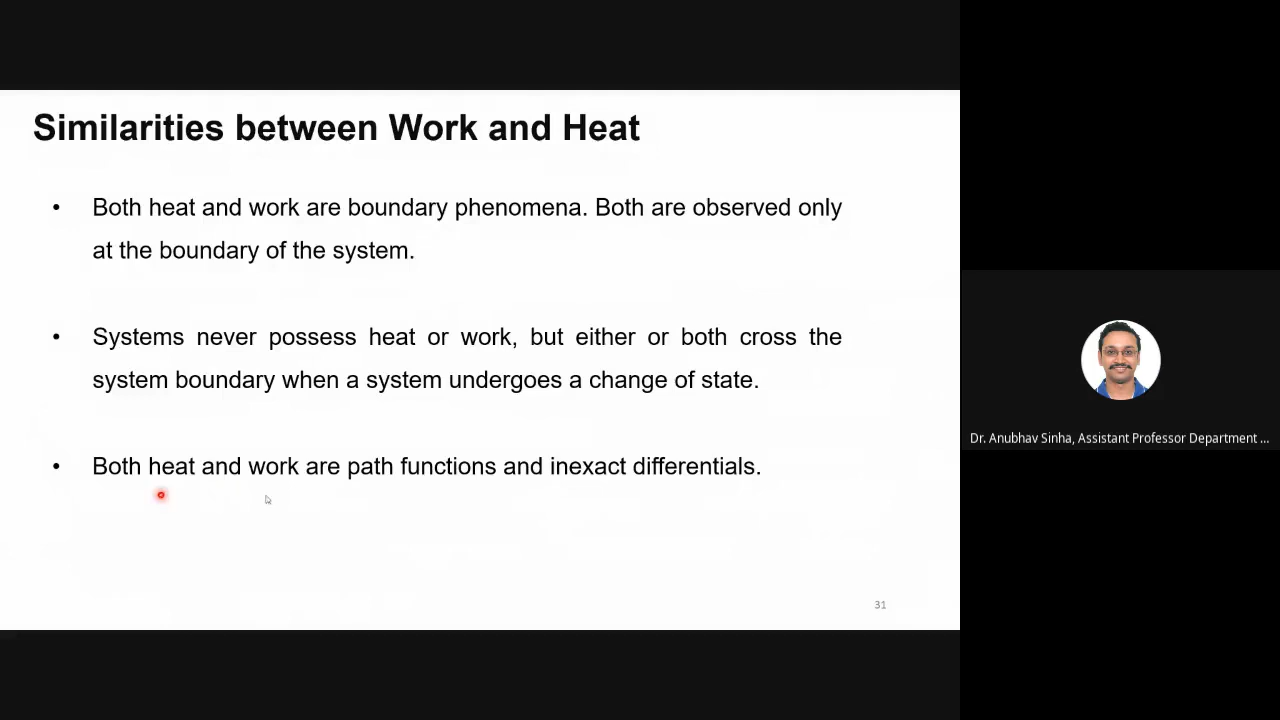 Similarities between Work and Heat
• Both heat and work are boundary phenomena. Both are observed only
at the boundary of the system.
• Systems never possess heat or work, but either or both cross the
system boundary when a system undergoes a change of state.
• Both heat and work are path functions and inexact differentials.
31
Dr. Anubhav Sinha, Assistant Professor Department ...